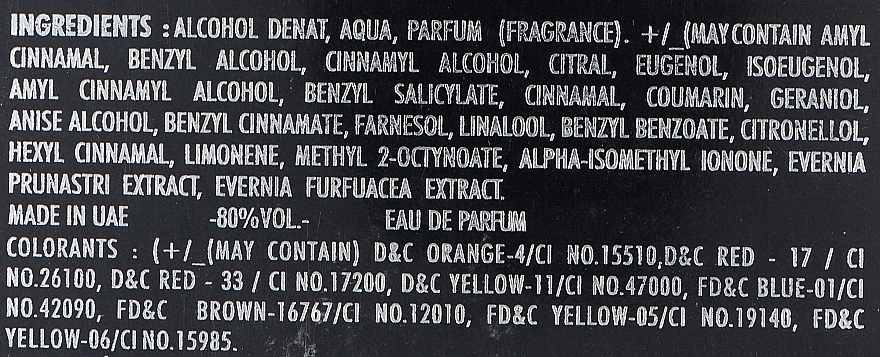 INGREDIENTS : ALCOHOL DENAT, AQUA, PARFUM (FRAGRANCE). +/_(MAY CONTAIN AMYL
CINNAMAL, BENZYL ALCOHOL, CINNAMYL ALCOHOL, CITRAL, EUGENOL, ISOEUGENOL,
AMYL CINNAMYL ALCOHOL, BENZYL SALICYLATE, CINNAMAL, COUMARIN, GERANIOL,
ANISE ALCOHOL, BENZYL CINNAMATE, FARNESOL, LINALOOL, BENZYL BENZOATE, CITRONELLOL,
HEXYL CINNAMAL, LIMONENE, METHYL 2-OCTYNOATE, ALPHA-ISOMETHYL IONONE, EVERNIA
PRUNASTRI EXTRACT, EVERNIA FURFUACEA EXTRACT.
MADE IN UAE -80%VOL.- EAU DE PARFUM
COLORANTS : (+/_(MAY CONTAIN) D&C ORANGE-4/CI NO.15510,D&C RED - 17 / CI
NO.26100, D&C RED - 33 / CI NO.17200, D&C YELLOW-11/CI NO.47000, FD&C BLUE-01/CI
NO.42090, FD&C BROWN-16767/CI NO.12010, FD&C YELLOW-05/CI NO.19140, FD&C
YELLOW-06/CI NO.15985.